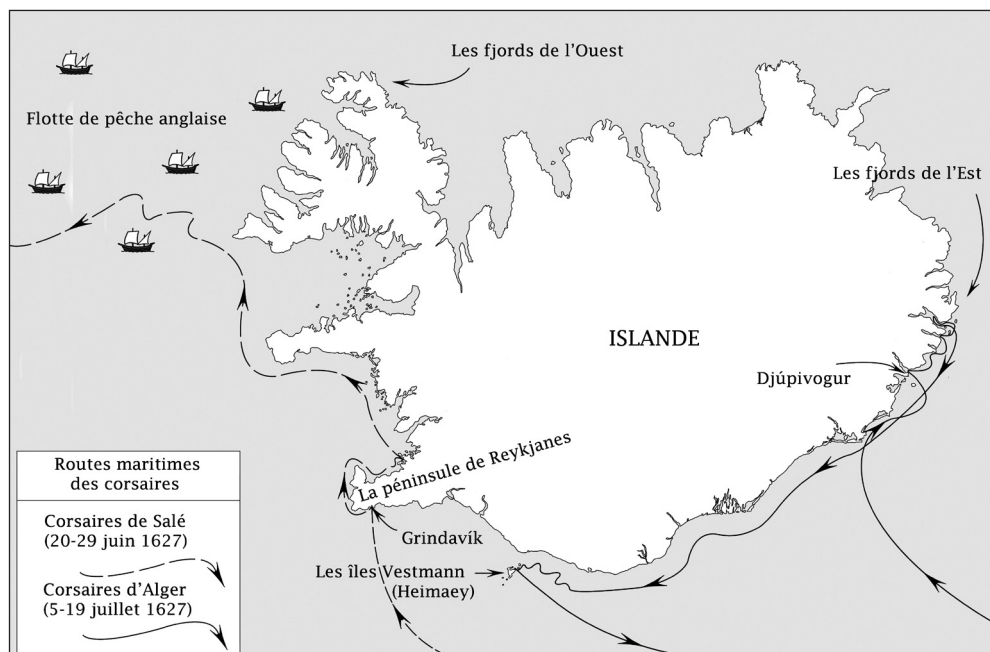 Les fjords de l'Ouest
Flotte de pêche anglaise
Les fjords de l'Est
ISLANDE
Djúpivogur
La péninsule de Reykjanes
Grindavík
Les îles Vestmann
(Heimaey)
Routes maritimes
des corsaires
Corsaires de Salé
(20-29 juin 1627)
Corsaires d'Alger
(5-19 juillet 1627)